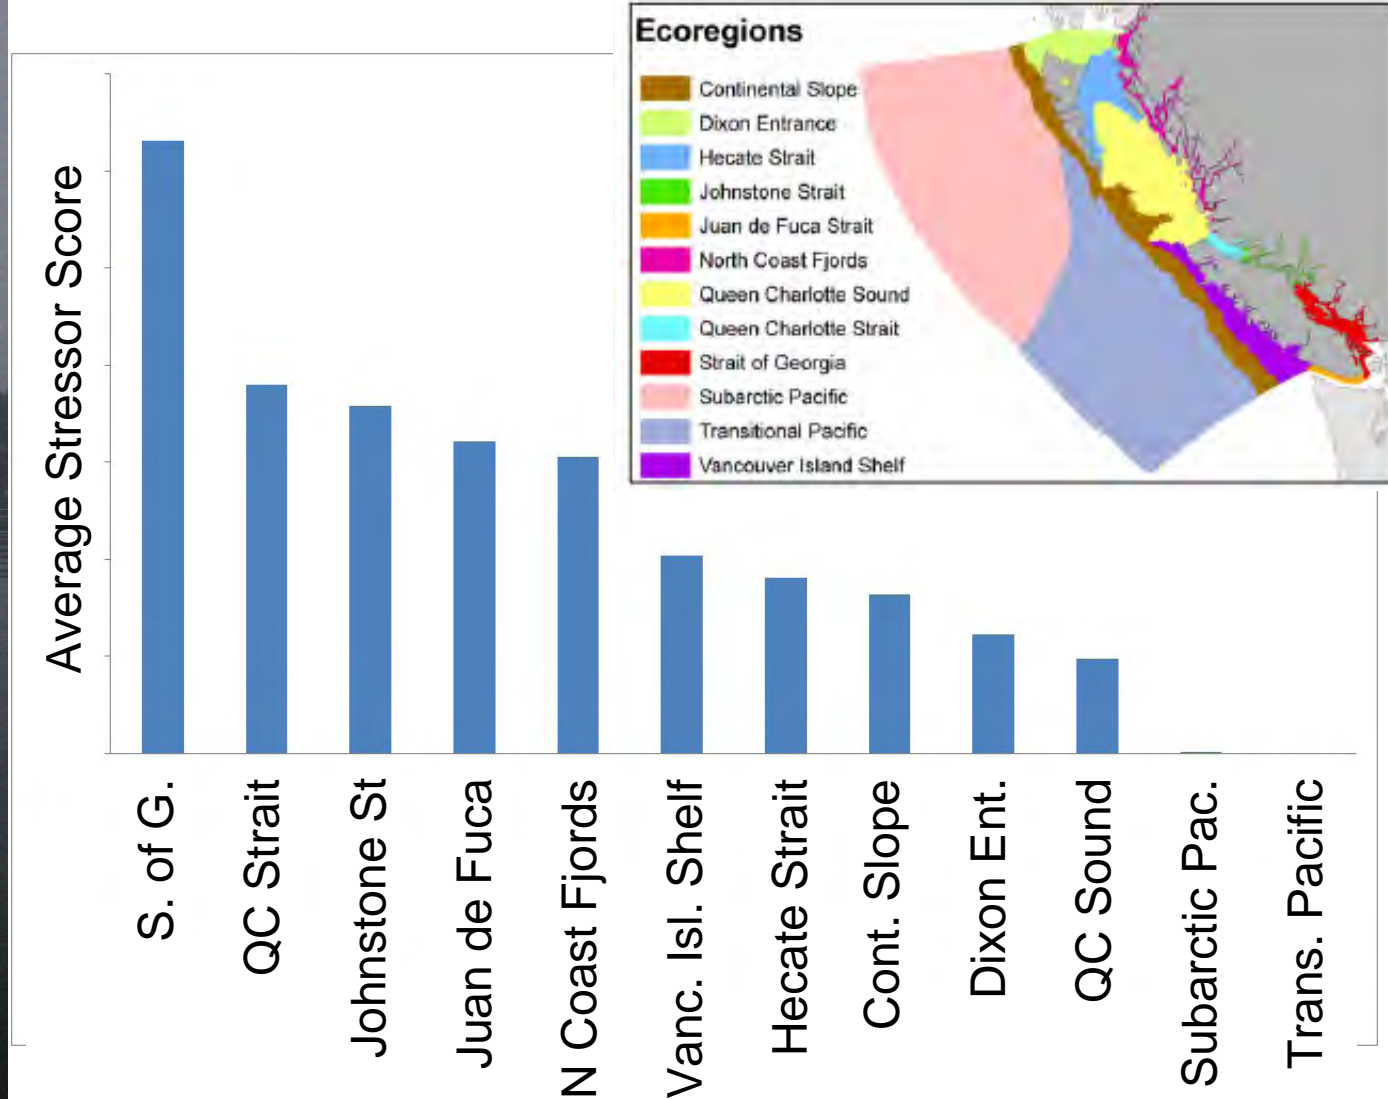 Ecoregions
Continental Slope
Dixon Entrance
Hecate Strait
Johnstone Strait
Juan de Fuca Strait
North Coast Fjords
Queen Charlotte Sound
Queen Charlotte Strait
Strait of Georgia
Subarctic Pacific
Transitional Pacific
Vancouver Island Shelf
Average Stressor Score
S. of G.
QC Strait
Johnstone St
Juan de Fuca
N Coast Fjords
Vanc. Isl. Shelf
Hecate Strait
Cont. Slope
Dixon Ent.
QC Sound
Subarctic Pac.
Trans. Pacific